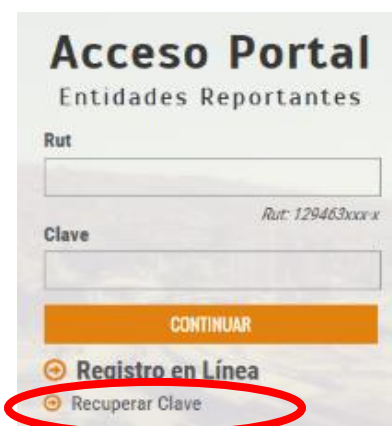 Acceso Portal
Entidades Reportantes
Rut
Rut: 129463xxx-x
Clave
CONTINUAR
Registro en Línea
Recuperar Clave